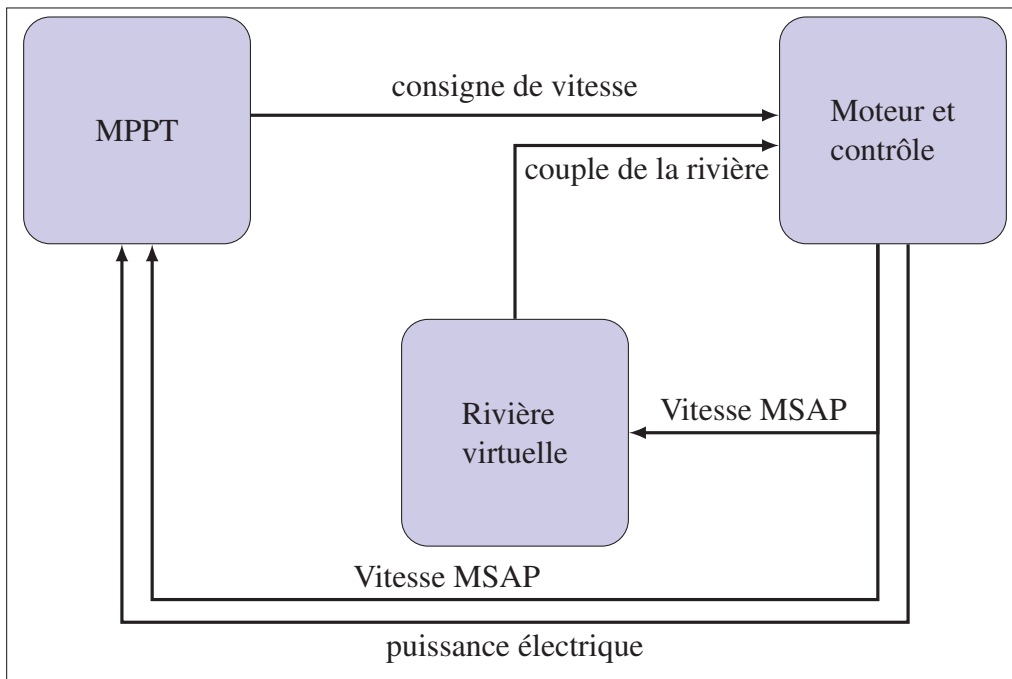 consigne de vitesse
MPPT
Moteur et
contrôle
couple de la rivière
Rivière
virtuelle
Vitesse MSAP
Vitesse MSAP
puissance électrique